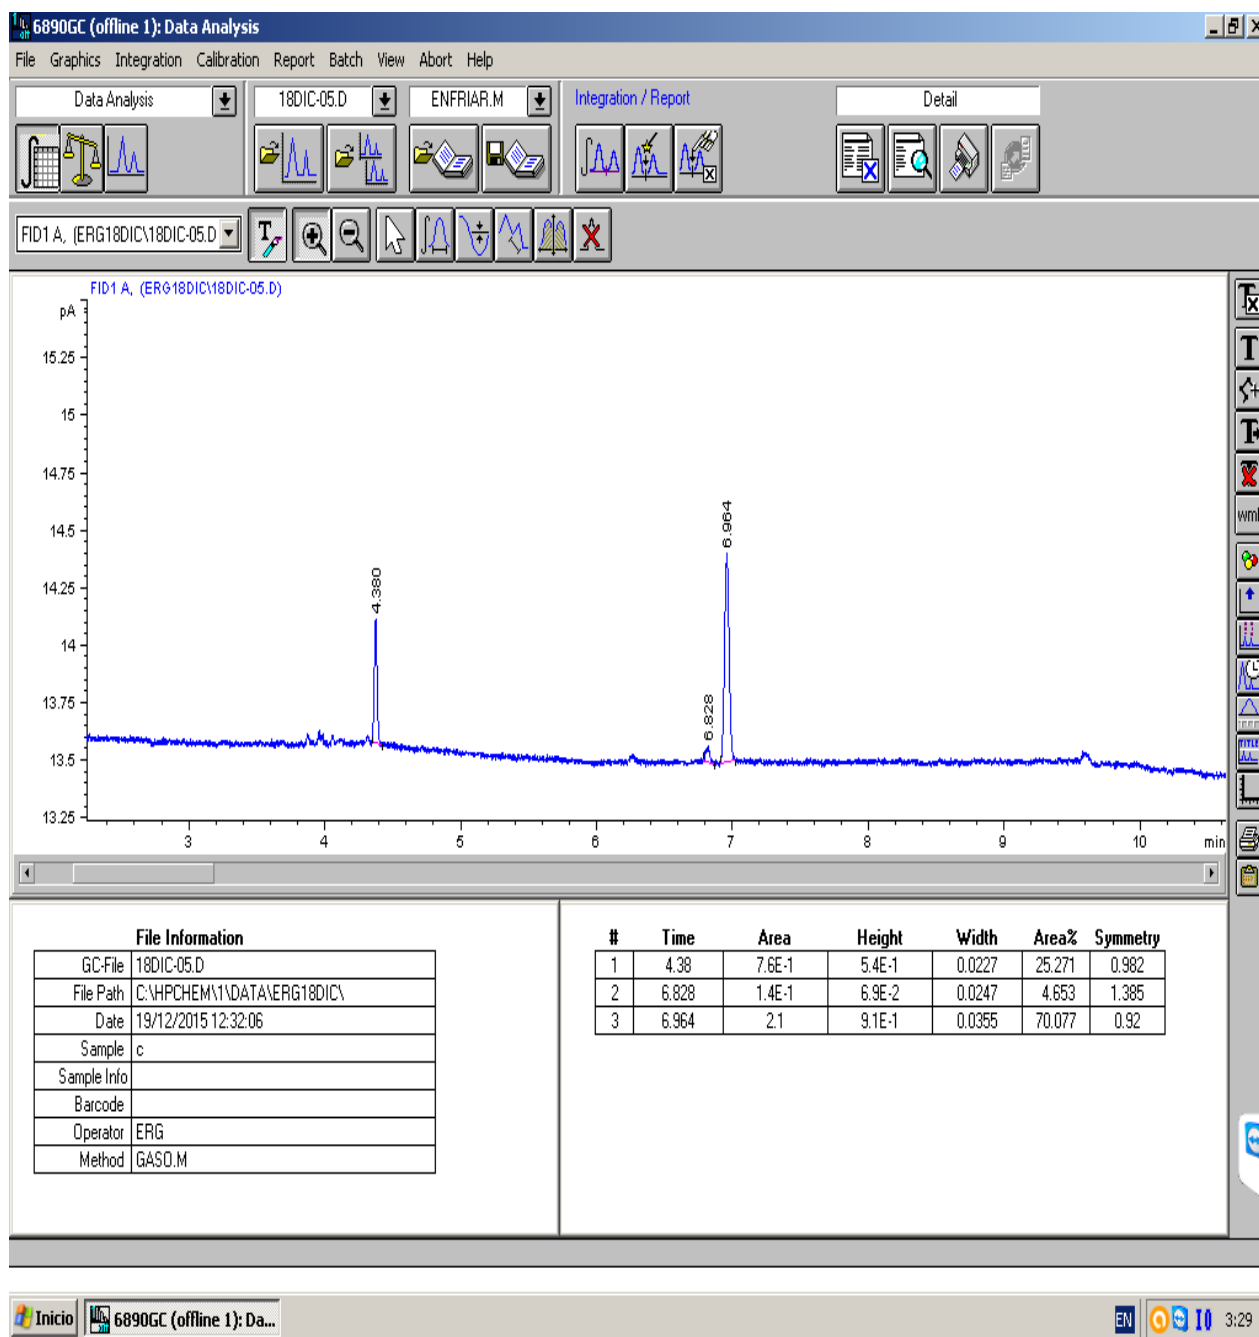 6890GC (offline 1): Data Analysis
File Graphics Integration Calibration Report Batch View Abort Help
Data Analysis 18DIC-05.D ENFRIAR.M Integration / Report Detail
FID1 A, (ERG18DIC\18DIC-05.D
FID1 A, (ERG18DIC\18DIC-05.D)
pA
15.25
15
14.75
14.5
14.25
14
13.75
13.5
13.25
4.380
6.828
6.964
3 4 5 6 7 8 9 10 min
File Information
GC-File 18DIC-05.D
File Path C:\HPCHEM\1\DATA\ERG18DIC\
Date 19/12/2015 12:32:06
Sample c
Sample Info
Barcode
Operator ERG
Method GASO.M
# Time Area Height Width Area% Symmetry
1 4.38 7.6E-1 5.4E-1 0.0227 25.271 0.982
2 6.828 1.4E-1 6.9E-2 0.0247 4.653 1.385
3 6.964 2.1 9.1E-1 0.0355 70.077 0.92
TITLE
Inicio 6890GC (offline 1): Da... EN 3:29